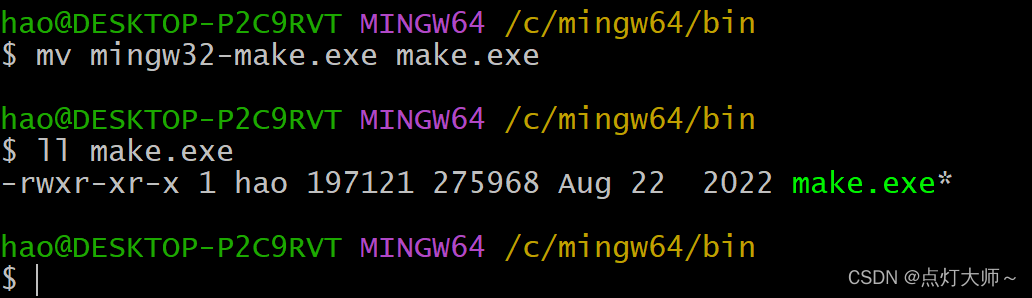 hao@DESKTOP-P2C9RVT MINGW64 /c/mingw64/bin
$ mv mingw32-make.exe make.exe
hao@DESKTOP-P2C9RVT MINGW64 /c/mingw64/bin
$ ll make.exe
-rwxr-xr-x 1 hao 197121 275968 Aug 22  2022 make.exe*
hao@DESKTOP-P2C9RVT MINGW64 /c/mingw64/bin
$
CSDN @点灯大师～